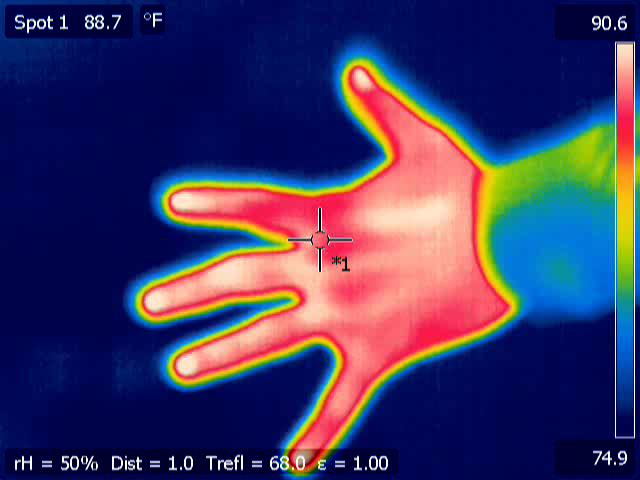 Spot 1 88.7 °F
90.6
*1
rH = 50% Dist = 1.0 Trefl = 68.0 ε = 1.00
74.9